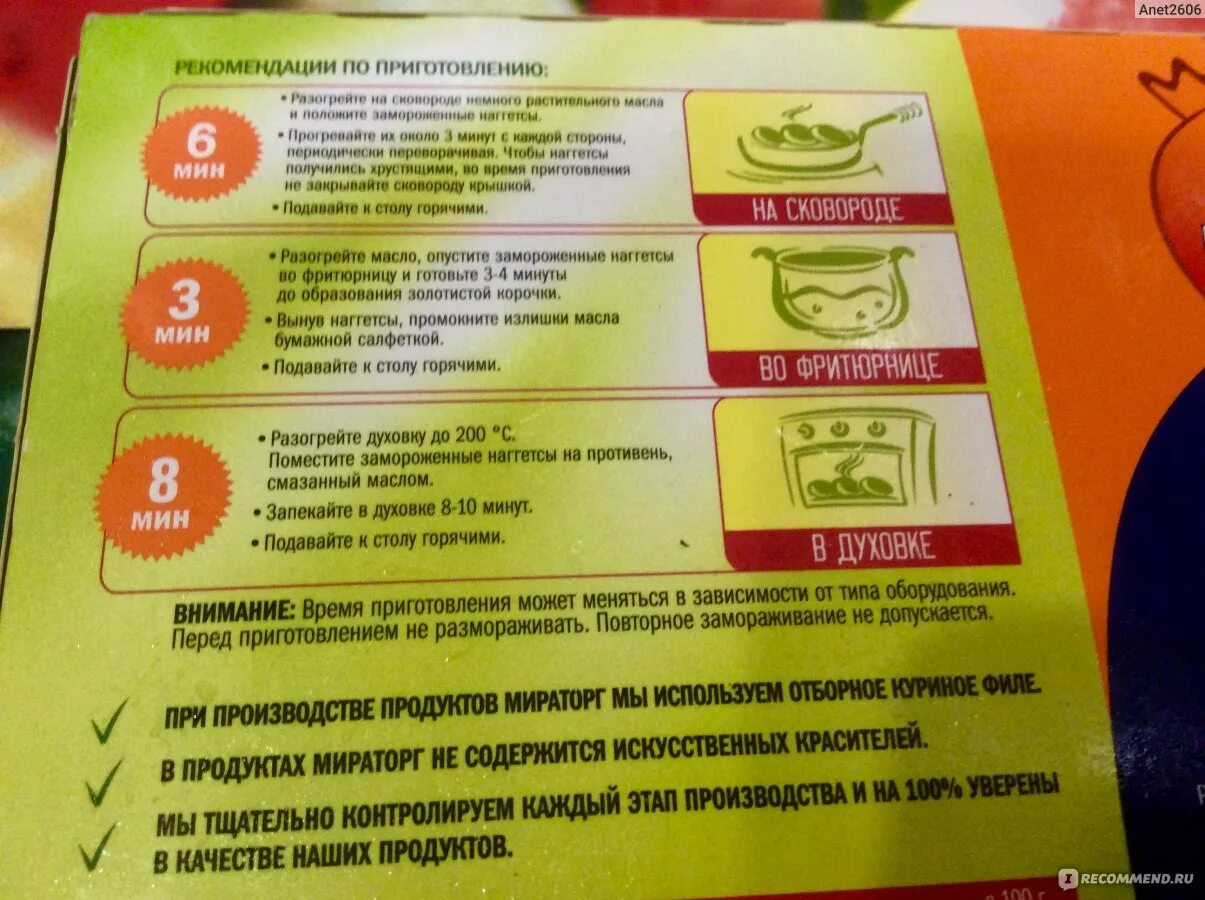 Anet2606
РЕКОМЕНДАЦИИ ПО ПРИГОТОВЛЕНИЮ:
6
МИН
• Разогрейте на сковороде немного растительного масла
и положите замороженные наггетсы.
• Прогревайте их около 3 минут с каждой стороны,
периодически переворачивая. Чтобы наггетсы
получились хрустящими, во время приготовления
не закрывайте сковороду крышкой.
• Подавайте к столу горячими.
НА СКОВОРОДЕ
3
МИН
• Разогрейте масло, опустите замороженные наггетсы
во фритюрницу и готовьте 3-4 минуты
до образования золотистой корочки.
• Вынув наггетсы, промокните излишки масла
бумажной салфеткой.
• Подавайте к столу горячими.
ВО ФРИТЮРНИЦЕ
8
МИН
• Разогрейте духовку до 200 °С.
Поместите замороженные наггетсы на противень,
смазанный маслом.
• Запекайте в духовке 8-10 минут.
• Подавайте к столу горячими.
В ДУХОВКЕ
ВНИМАНИЕ: Время приготовления может меняться в зависимости от типа оборудования.
Перед приготовлением не размораживать. Повторное замораживание не допускается.
ПРИ ПРОИЗВОДСТВЕ ПРОДУКТОВ МИРАТОРГ МЫ ИСПОЛЬЗУЕМ ОТБОРНОЕ КУРИНОЕ ФИЛЕ.
В ПРОДУКТАХ МИРАТОРГ НЕ СОДЕРЖИТСЯ ИСКУССТВЕННЫХ КРАСИТЕЛЕЙ.
МЫ ТЩАТЕЛЬНО КОНТРОЛИРУЕМ КАЖДЫЙ ЭТАП ПРОИЗВОДСТВА И НА 100% УВЕРЕНЫ
В КАЧЕСТВЕ НАШИХ ПРОДУКТОВ.
100 г
IRECOMMEND.RU